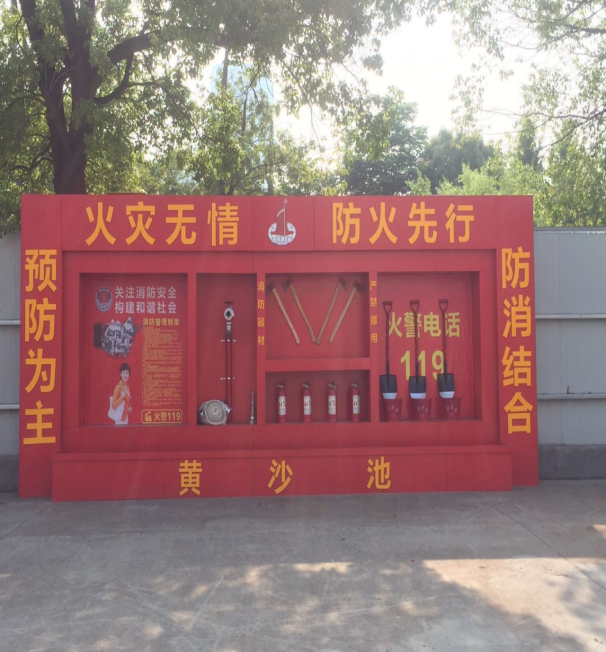 火灾无情 防火先行
预防为主
防消结合
关注消防安全
构建和谐社会
消防管理制度
火警119
消防器材
严禁挪用
火警电话
119
黄沙池